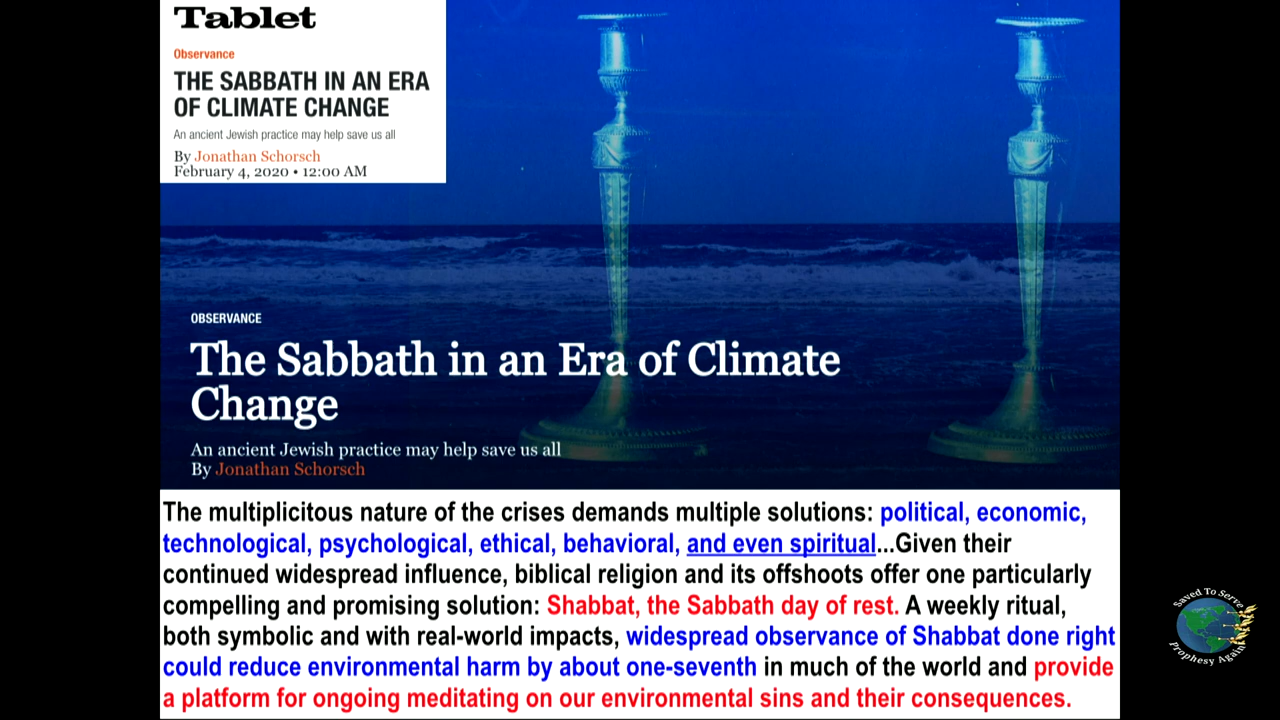 Tablet
Observance
THE SABBATH IN AN ERA
OF CLIMATE CHANGE
An ancient Jewish practice may help save us all
By Jonathan Schorsch
February 4, 2020 • 12:00 AM
OBSERVANCE
The Sabbath in an Era of Climate
Change
An ancient Jewish practice may help save us all
By Jonathan Schorsch
The multiplicitous nature of the crises demands multiple solutions: political, economic,
technological, psychological, ethical, behavioral, and even spiritual...Given their
continued widespread influence, biblical religion and its offshoots offer one particularly
compelling and promising solution: Shabbat, the Sabbath day of rest. A weekly ritual,
both symbolic and with real-world impacts, widespread observance of Shabbat done right
could reduce environmental harm by about one-seventh in much of the world and provide
a platform for ongoing meditating on our environmental sins and their consequences.
Saved To Serve
Prophesy Again